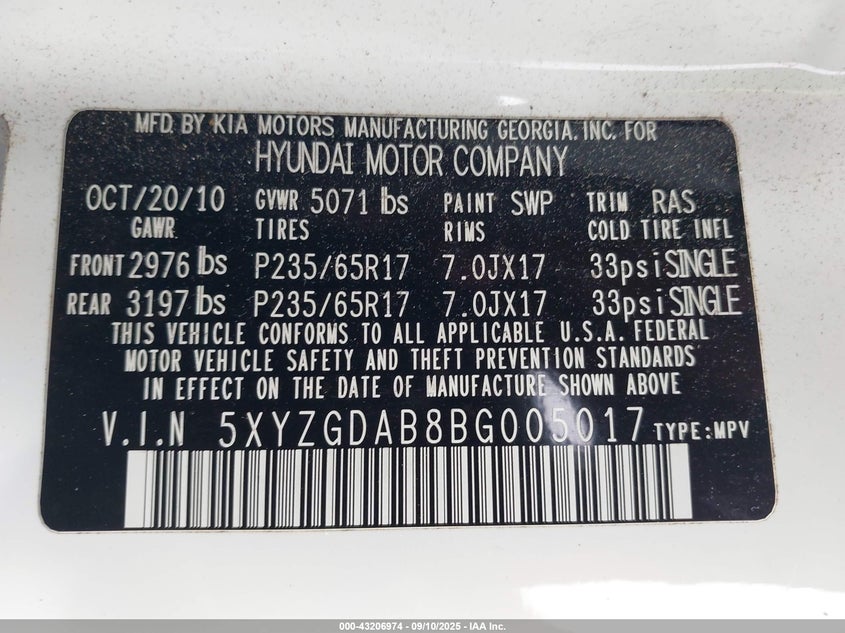 MFD. BY KIA MOTORS MANUFACTURING GEORGIA. INC. FOR
HYUNDAI MOTOR COMPANY
OCT/20/10 GVWR 5071 lbs PAINT SWP TRIM RAS
GAWR TIRES RIMS COLD TIRE INFL
FRONT 2976 lbs P235/65R17 7.0JX17 33psi SINGLE
REAR 3197 lbs P235/65R17 7.0JX17 33psi SINGLE
THIS VEHICLE CONFORMS TO ALL APPLICABLE U.S.A. FEDERAL
MOTOR VEHICLE SAFETY AND THEFT PREVENTION STANDARDS
IN EFFECT ON THE DATE OF MANUFACTURE SHOWN ABOVE
V.I.N 5XYZGDAB8BG005017 TYPE:MPV
000-43206974 - 09/10/2025 - IAA Inc.